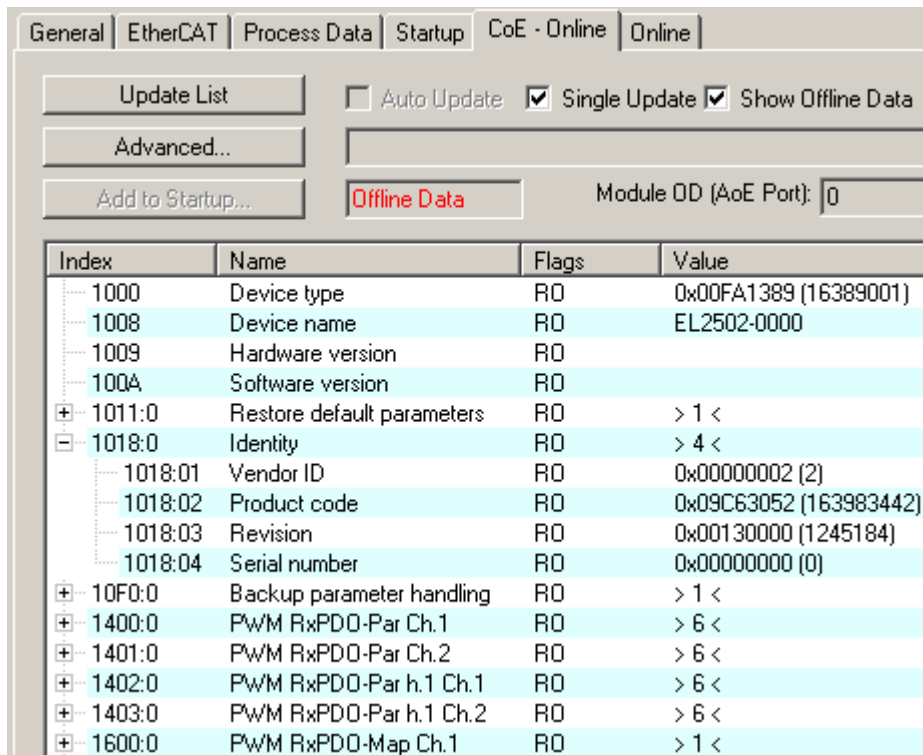 General EtherCAT Process Data Startup CoE - Online Online
Update List Auto Update Single Update Show Offline Data
Advanced...
Add to Startup... Offline Data Module OD (AoE Port): 0
Index Name Flags Value
1000 Device type RO 0x00FA1389 (16389001)
1008 Device name RO EL2502-0000
1009 Hardware version RO
100A Software version RO
1011:0 Restore default parameters RO > 1 <
1018:0 Identity RO > 4 <
1018:01 Vendor ID RO 0x00000002 (2)
1018:02 Product code RO 0x09C63052 (163983442)
1018:03 Revision RO 0x00130000 (1245184)
1018:04 Serial number RO 0x00000000 (0)
10F0:0 Backup parameter handling RO > 1 <
1400:0 PWM RxPDO-Par Ch.1 RO > 6 <
1401:0 PWM RxPDO-Par Ch.2 RO > 6 <
1402:0 PWM RxPDO-Par h.1 Ch.1 RO > 6 <
1403:0 PWM RxPDO-Par h.1 Ch.2 RO > 6 <
1600:0 PWM RxPDO-Map Ch.1 RO > 1 <